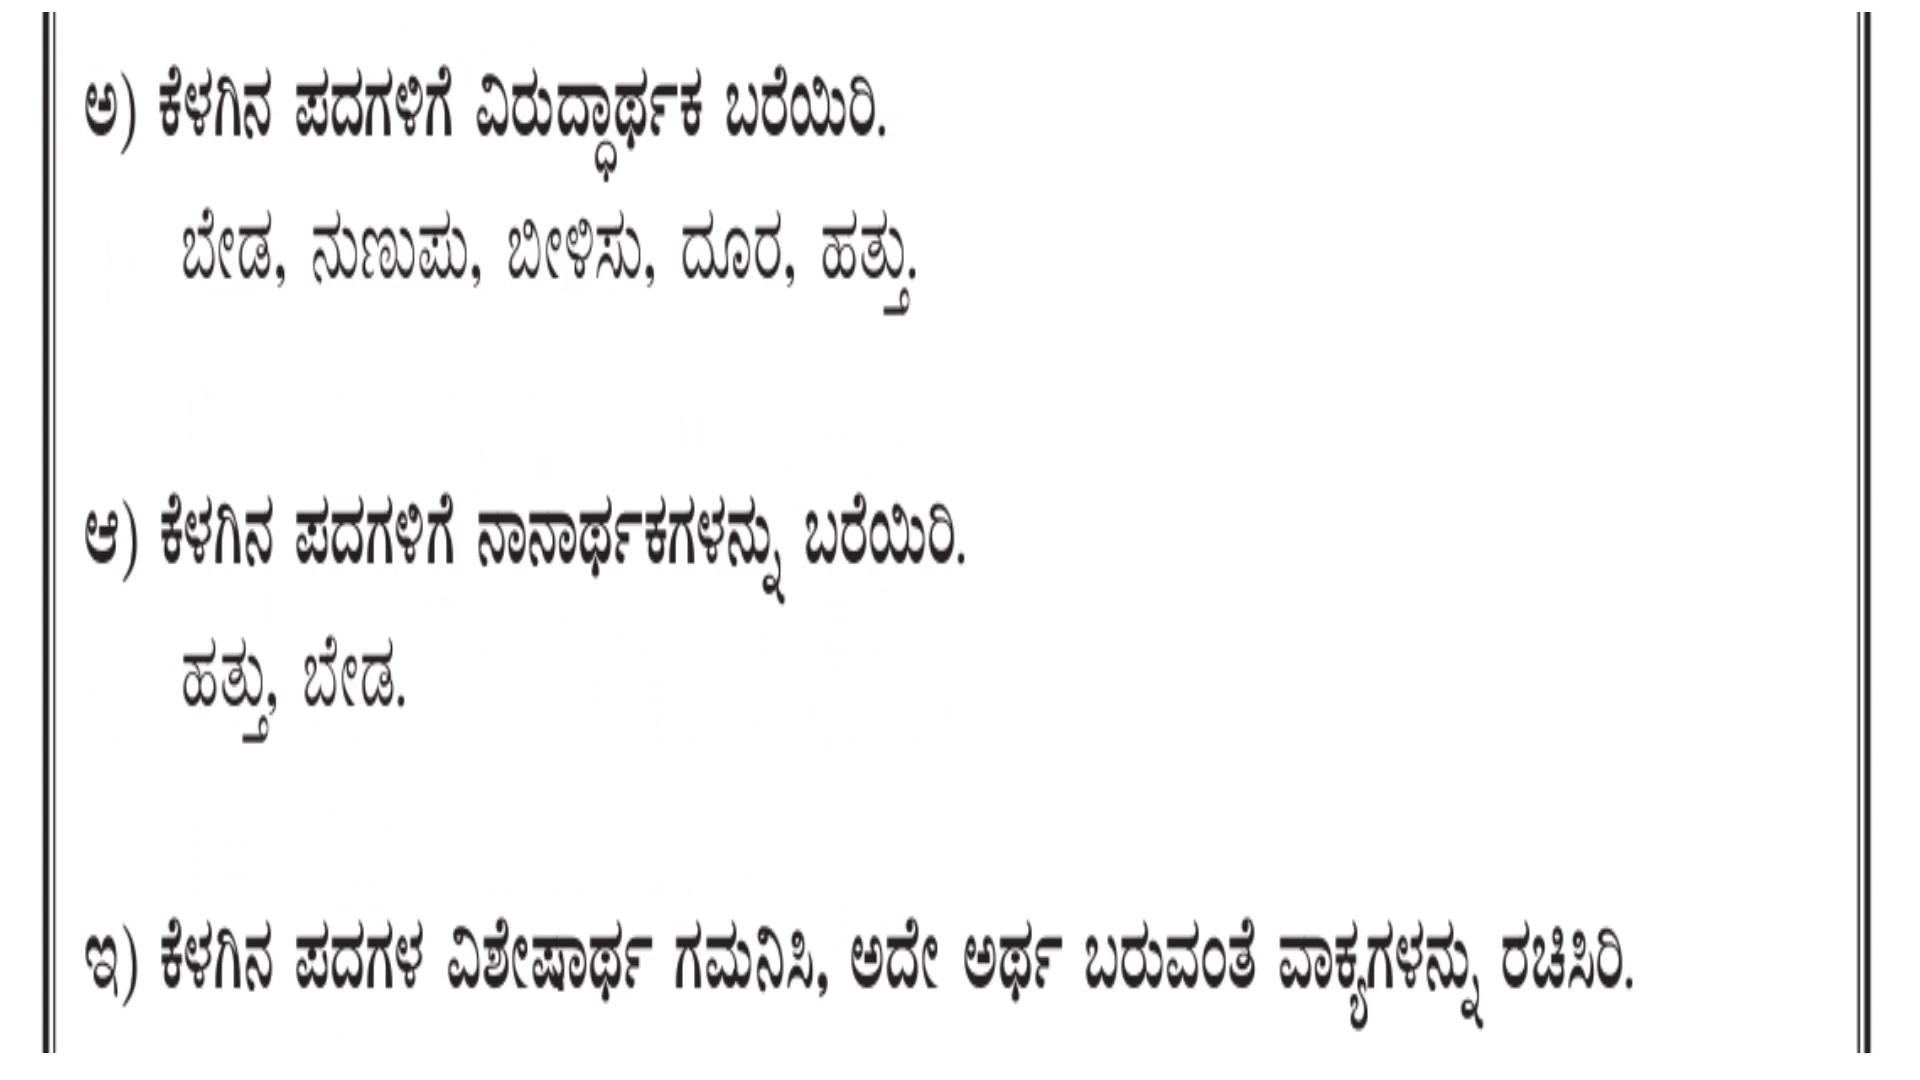 ಅ) ಕೆಳಗಿನ ಪದಗಳಿಗೆ ವಿರುದ್ಧಾರ್ಥಕ ಬರೆಯಿರಿ.
ಬೇಡ, ನುಣುಪು, ಬೀಳಿಸು, ದೂರ, ಹತ್ತು.
ಆ) ಕೆಳಗಿನ ಪದಗಳಿಗೆ ನಾನಾರ್ಥಕಗಳನ್ನು ಬರೆಯಿರಿ.
ಹತ್ತು, ಬೇಡ.
ಇ) ಕೆಳಗಿನ ಪದಗಳ ವಿಶೇಷಾರ್ಥ ಗಮನಿಸಿ, ಅದೇ ಅರ್ಥ ಬರುವಂತೆ ವಾಕ್ಯಗಳನ್ನು ರಚಿಸಿರಿ.